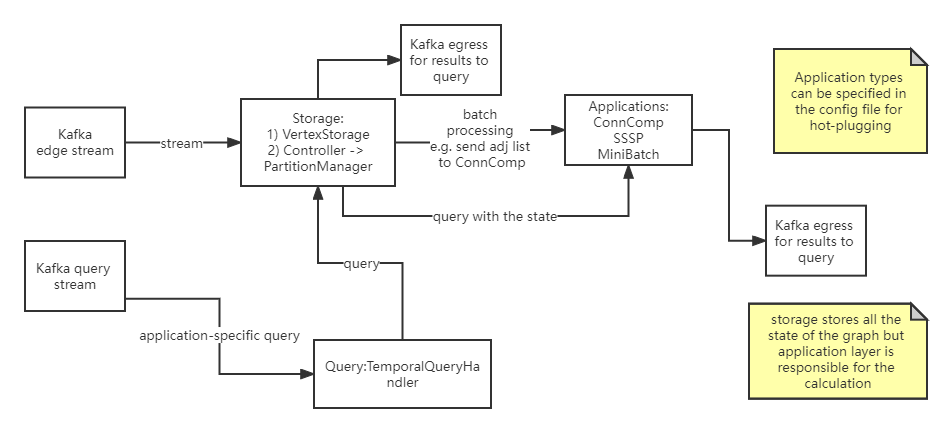 Kafka egress
for results to
query
Kafka
edge stream
stream
Storage:
1) VertexStorage
2) Controller ->
PartitionManager
batch
processing
e.g. send adj list
to ConnComp
Applications:
ConnComp
SSSP
MiniBatch
Application types
can be specified in
the config file for
hot-plugging
query with the state
Kafka egress
for results to
query
Kafka query
stream
query
application-specific query
Query:TemporalQueryHa
ndler
storage stores all the
state of the graph but
application layer is
responsible for the
calculation